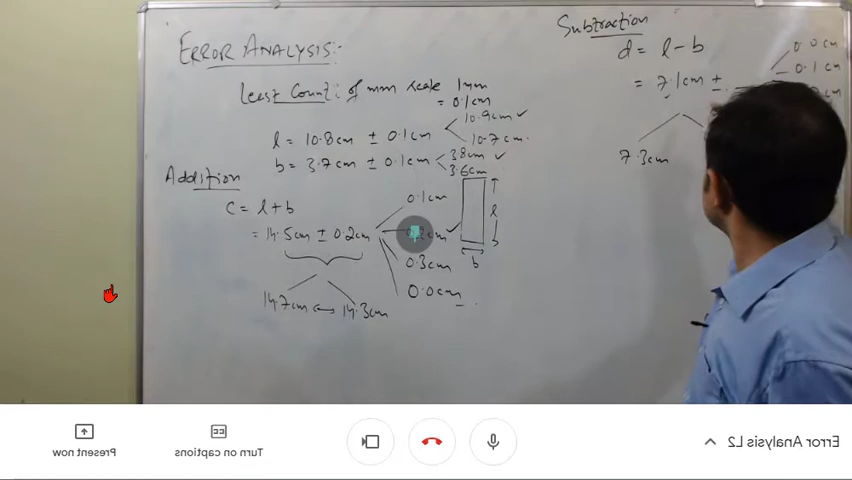 ERROR ANALYSIS:-
Least Count of mm scale 1mm
= 0.1cm
l = 10.8cm ± 0.1cm
10.9cm ✓
10.7cm.
b = 3.7cm ± 0.1cm
3.8cm ✓
3.6cm
Addition
c = l + b
= 14.5cm ± 0.2cm
0.1cm
cm ✓
0.3cm
0.0cm
14.7cm ↔ 14.3cm
l
b
Subtraction
d = l - b
= 7.1cm ±
0.0cm
0.1cm
cm
7.3cm
Present now
Turn on captions
Error Analysis L2